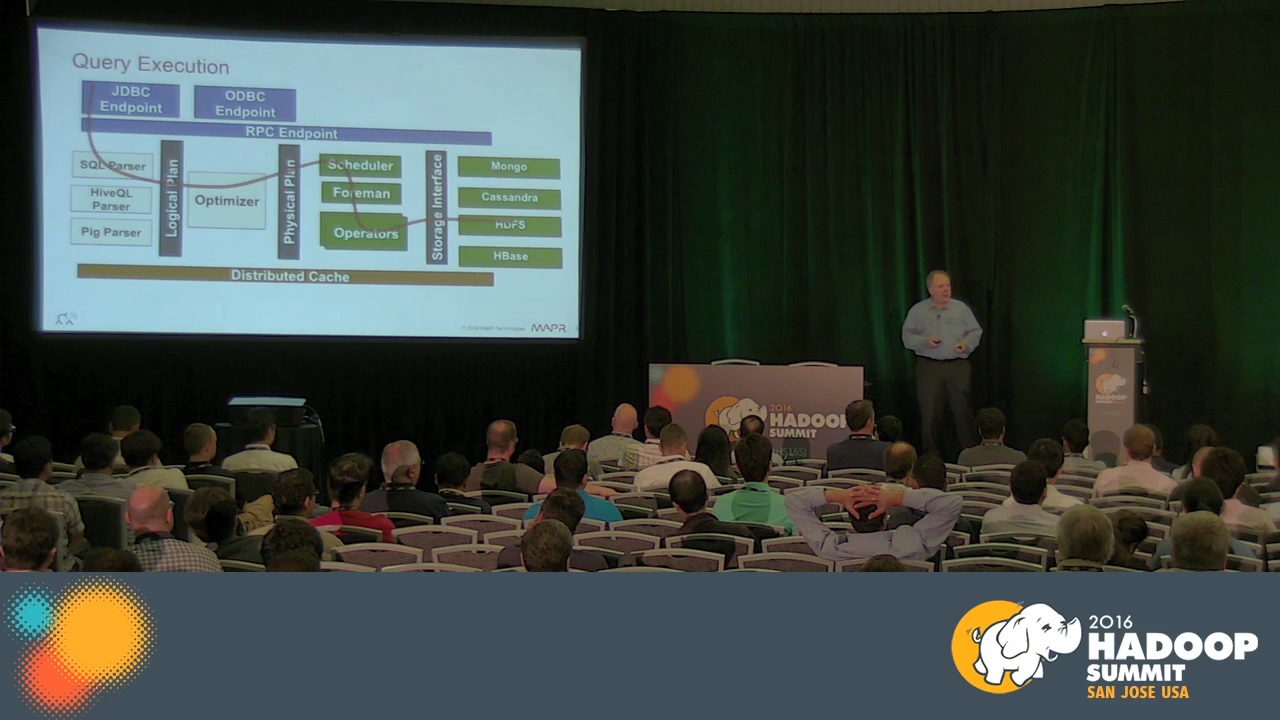 Query Execution
JDBC
Endpoint
ODBC
Endpoint
RPC Endpoint
SQL Parser
HiveQL
Parser
Pig Parser
Logical Plan
Optimizer
Physical Plan
Scheduler
Foreman
Operators
Storage Interface
Mongo
Cassandra
HDFS
HBase
Distributed Cache
MAPR
2016
HADOOP
SUMMIT
HADOOP
2016
HADOOP
SUMMIT
SAN JOSE USA